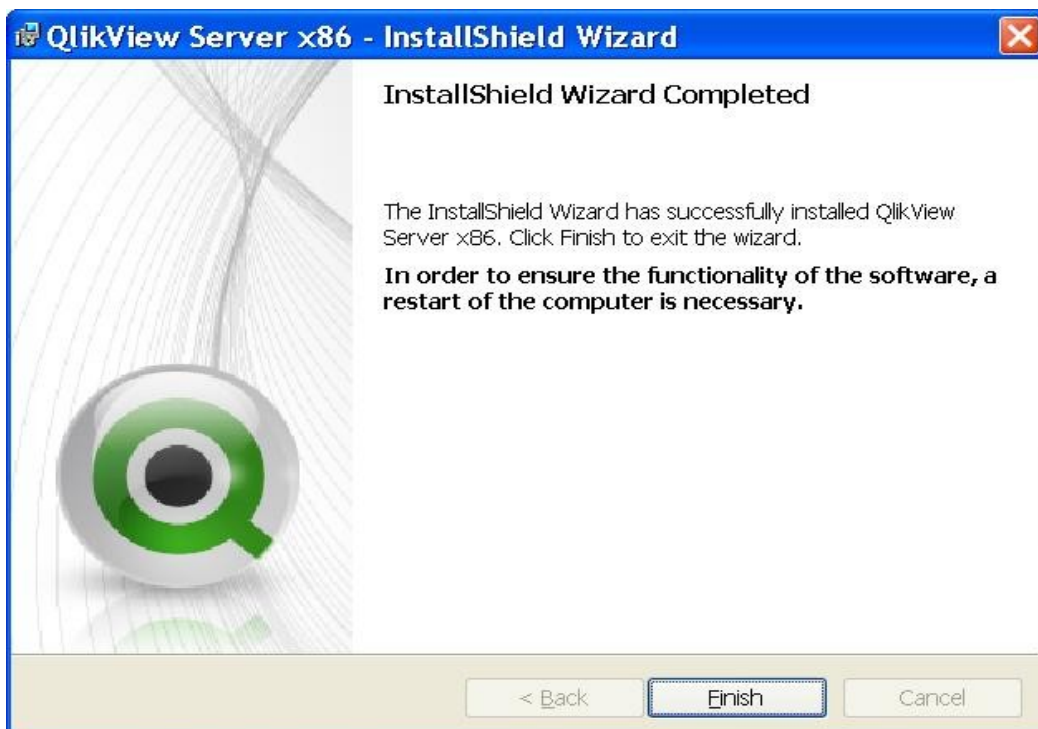 QlikView Server x86 - InstallShield Wizard
InstallShield Wizard Completed
The InstallShield Wizard has successfully installed QlikView
Server x86. Click Finish to exit the wizard.
In order to ensure the functionality of the software, a
restart of the computer is necessary.
< Back Finish Cancel